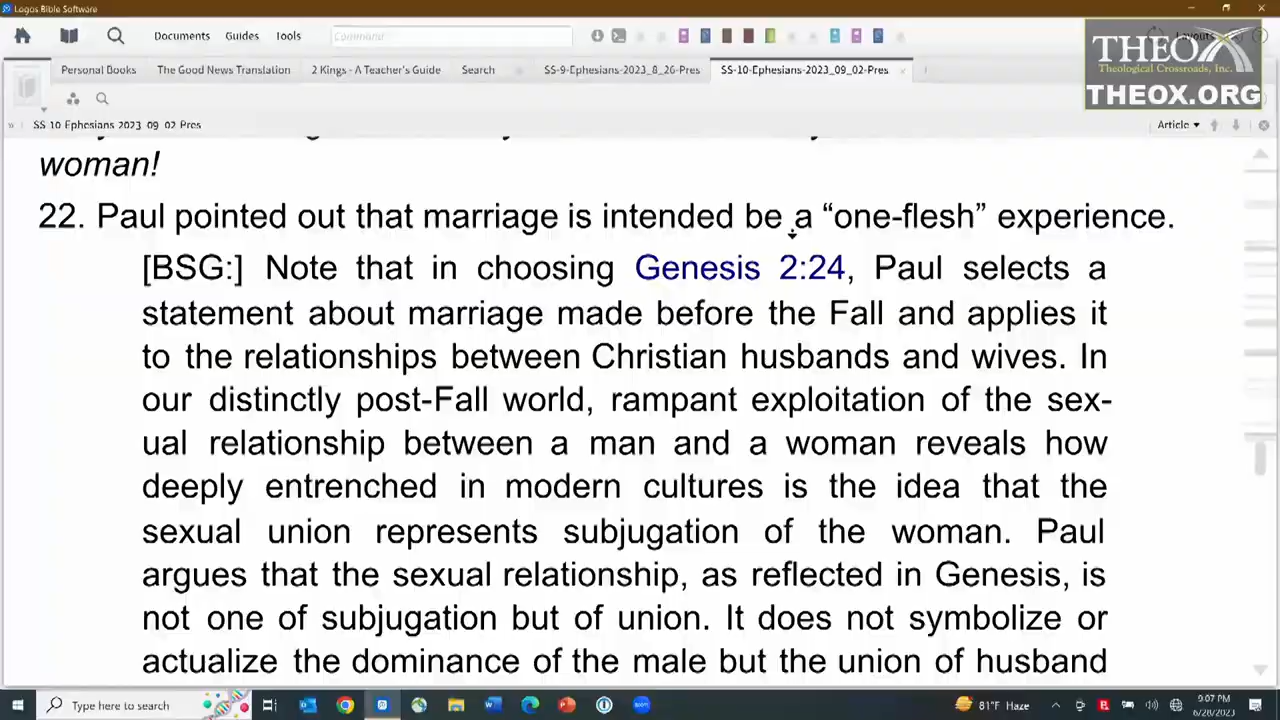 Logos Bible Software
Documents Guides Tools Command Layouts
THEOX
Theological Crossroads, Inc.
THEOX.ORG
Personal Books The Good News Translation 2 Kings - A Teacher's Guide Search SS-9-Ephesians-2023_8_26-Pres SS-10-Ephesians-2023_09_02-Pres
SS-10-Ephesians-2023_09_02-Pres Article
woman!
22. Paul pointed out that marriage is intended be a “one-flesh” experience.
[BSG:] Note that in choosing Genesis 2:24, Paul selects a
statement about marriage made before the Fall and applies it
to the relationships between Christian husbands and wives. In
our distinctly post-Fall world, rampant exploitation of the sex-
ual relationship between a man and a woman reveals how
deeply entrenched in modern cultures is the idea that the
sexual union represents subjugation of the woman. Paul
argues that the sexual relationship, as reflected in Genesis, is
not one of subjugation but of union. It does not symbolize or
actualize the dominance of the male but the union of husband
Type here to search 81°F Haze 9:07 PM
6/28/2023